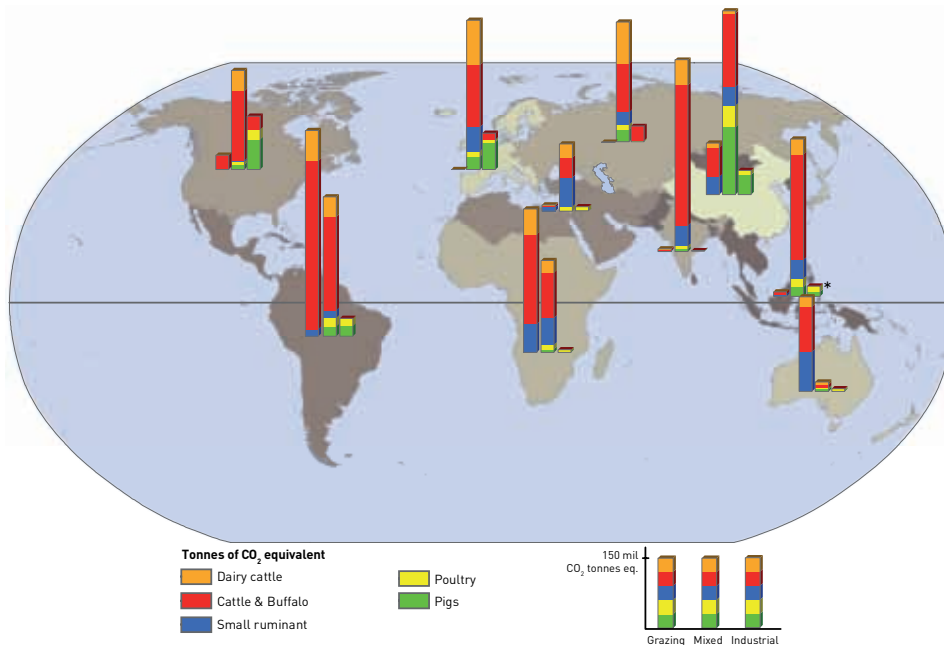 *
Tonnes of CO₂ equivalent
Dairy cattle
Cattle & Buffalo
Small ruminant
Poultry
Pigs
150 mil
CO₂ tonnes eq.
Grazing Mixed Industrial